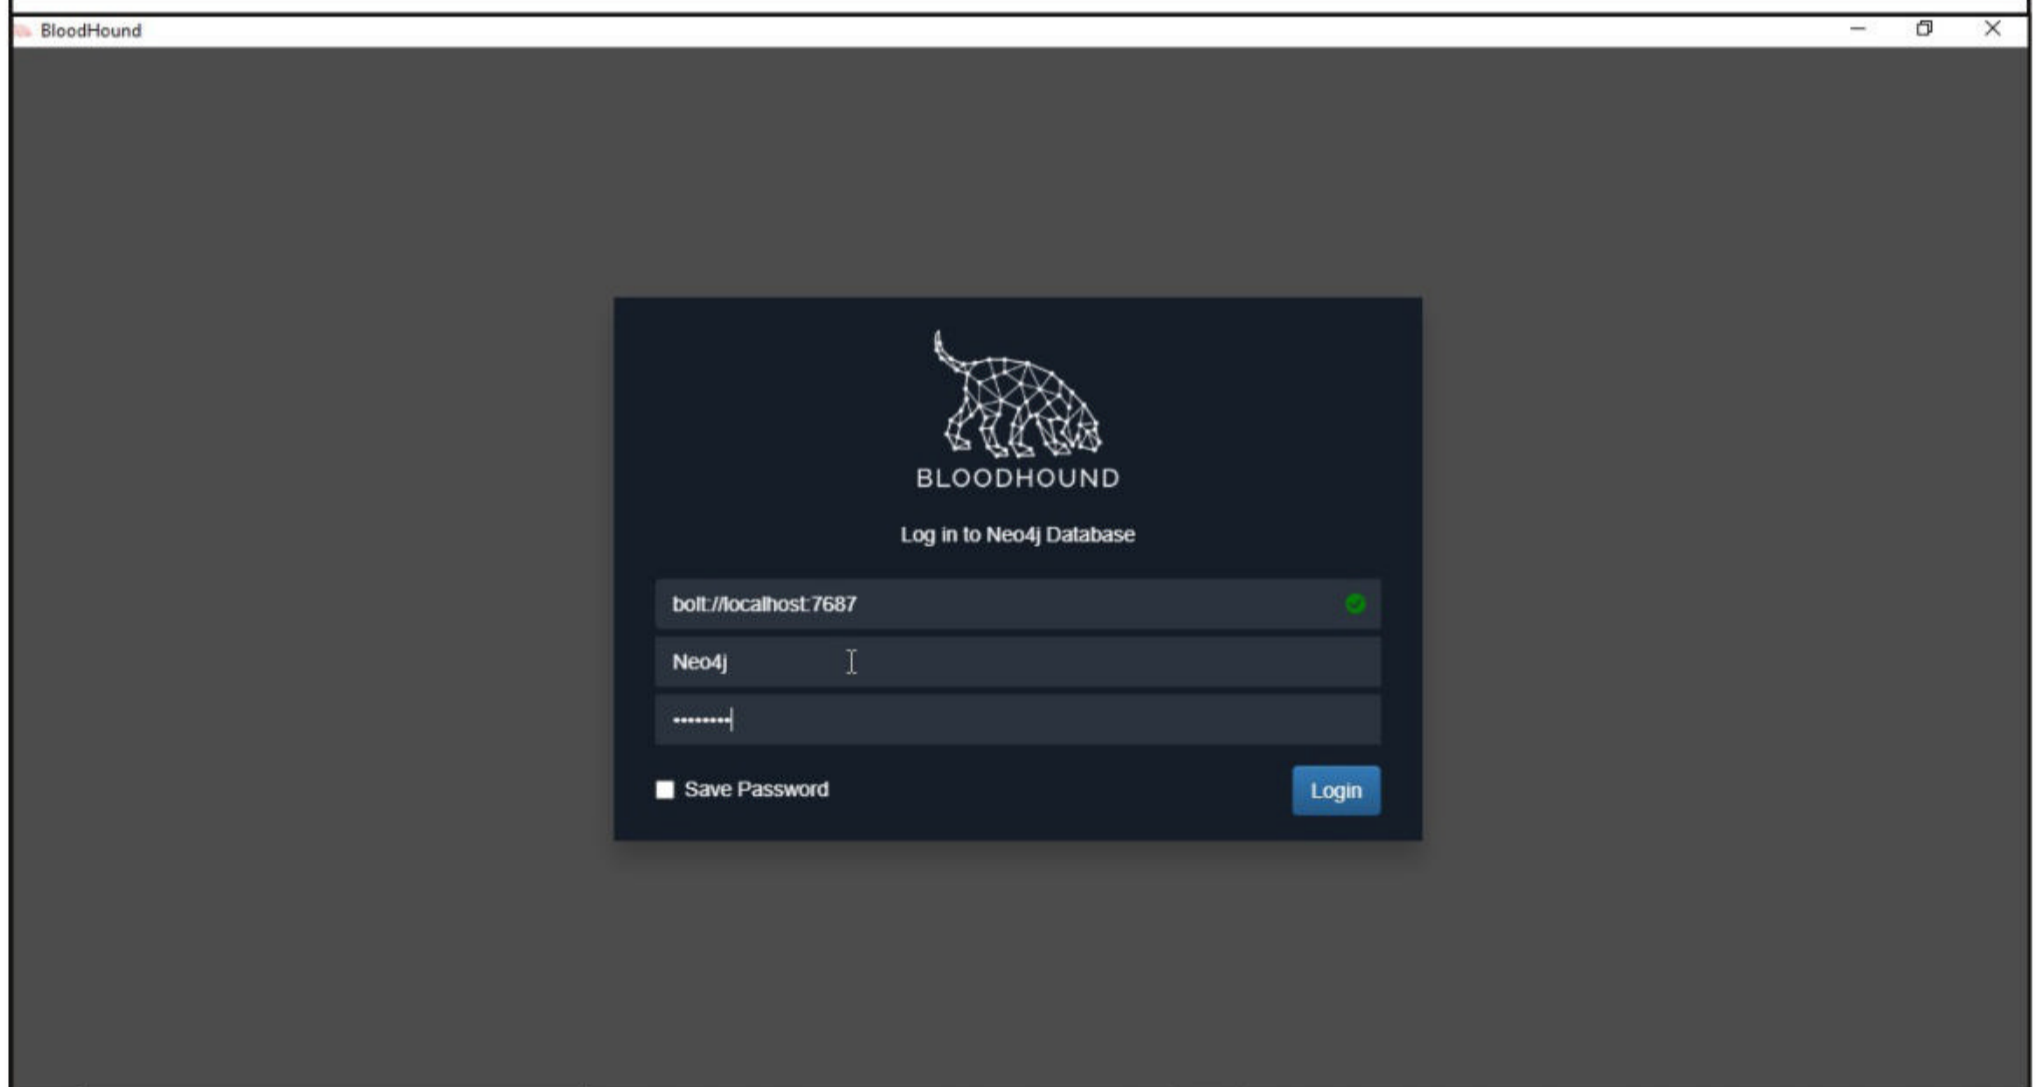 BloodHound
BLOODHOUND
Log in to Neo4j Database
bolt://localhost:7687
Neo4j
••••••••
Save Password
Login